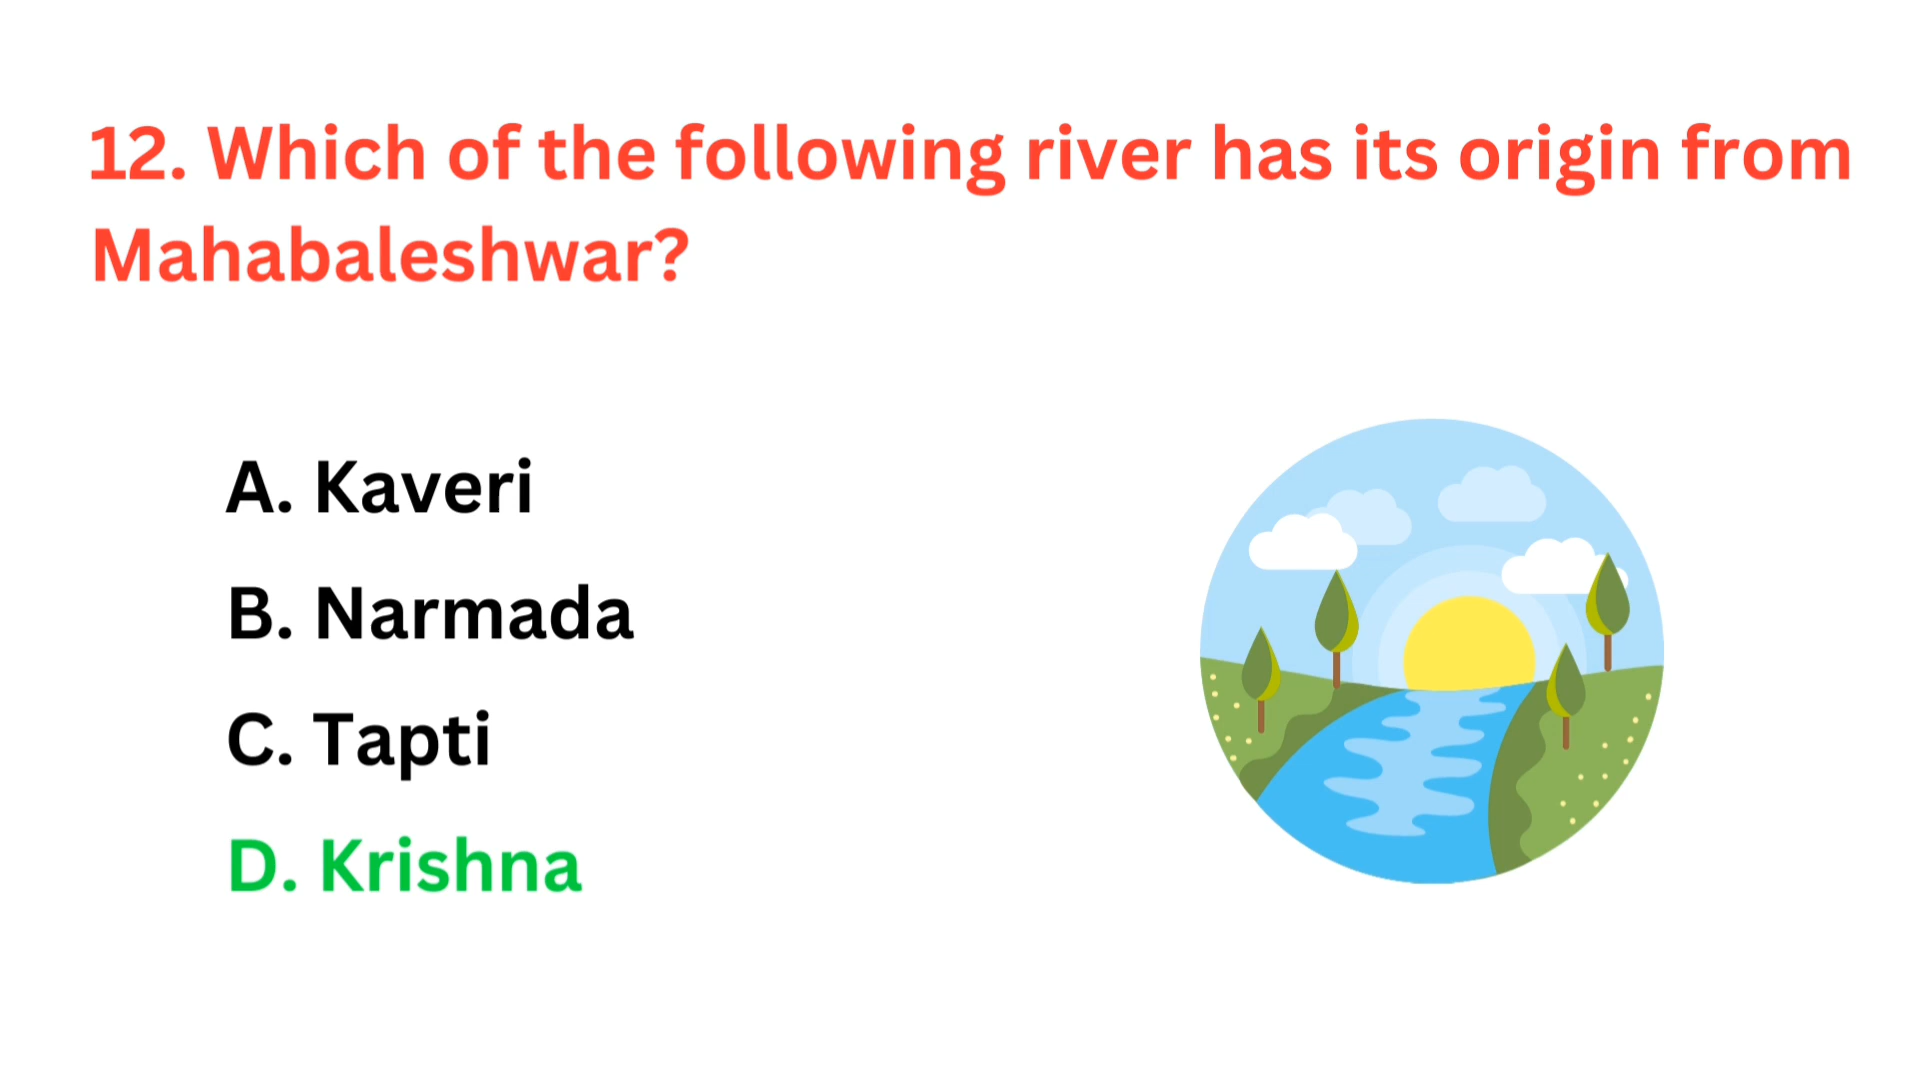 12. Which of the following river has its origin from
Mahabaleshwar?
A. Kaveri
B. Narmada
C. Tapti
D. Krishna